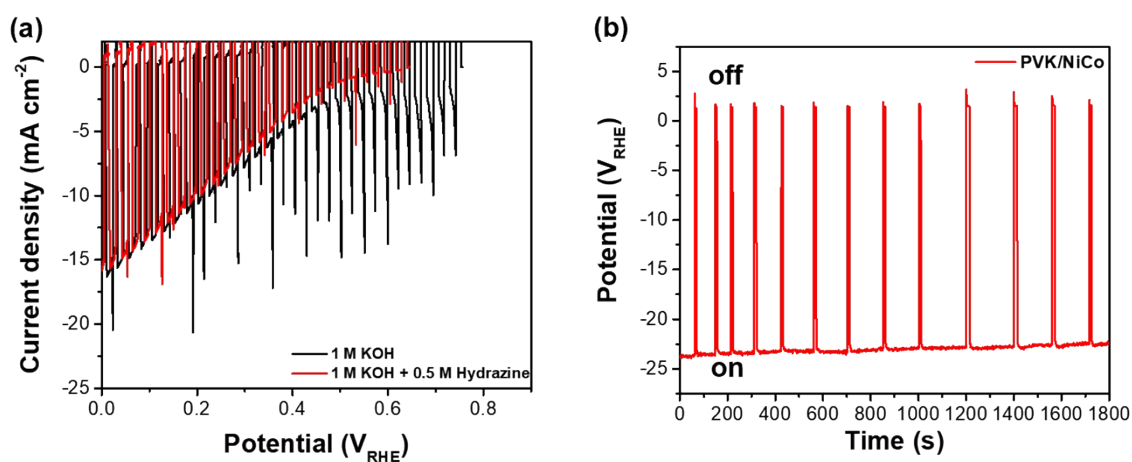 (a)
Current density (mA cm⁻²)
0
-5
-10
-15
-20
-25
0.0 0.2 0.4 0.6 0.8
Potential (V_RHE)
1 M KOH
1 M KOH + 0.5 M Hydrazine
(b)
Potential (V_RHE)
5
0
-5
-10
-15
-20
-25
0 200 400 600 800 1000 1200 1400 1600 1800
Time (s)
PVK/NiCo
off
on